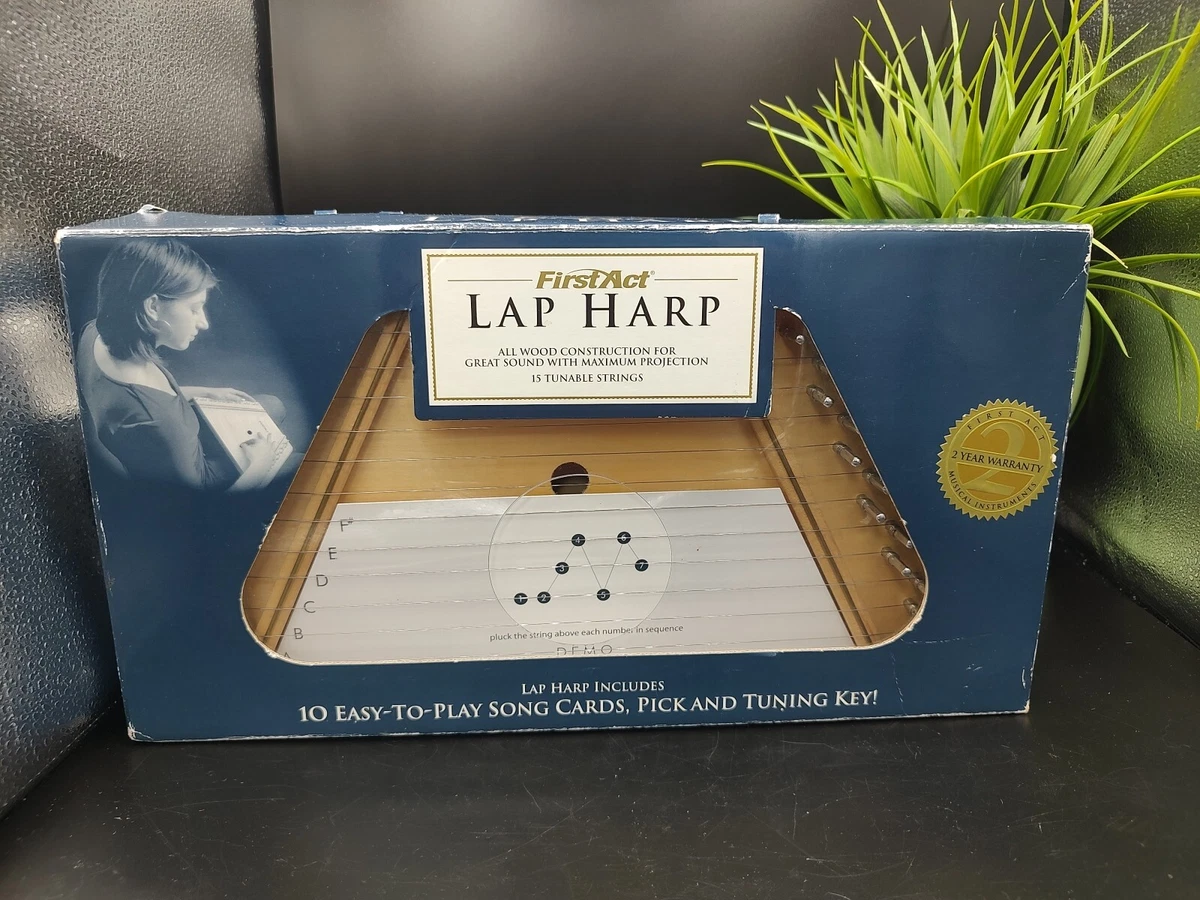 FirstAct®
LAP HARP
ALL WOOD CONSTRUCTION FOR
GREAT SOUND WITH MAXIMUM PROJECTION
15 TUNABLE STRINGS
FIRST ACT
2
2 YEAR WARRANTY
MUSICAL INSTRUMENTS
F#
E
D
C
B
4
6
3
7
1
2
5
pluck the string above each number in sequence
DEMO
LAP HARP INCLUDES
10 EASY-TO-PLAY SONG CARDS, PICK AND TUNING KEY!